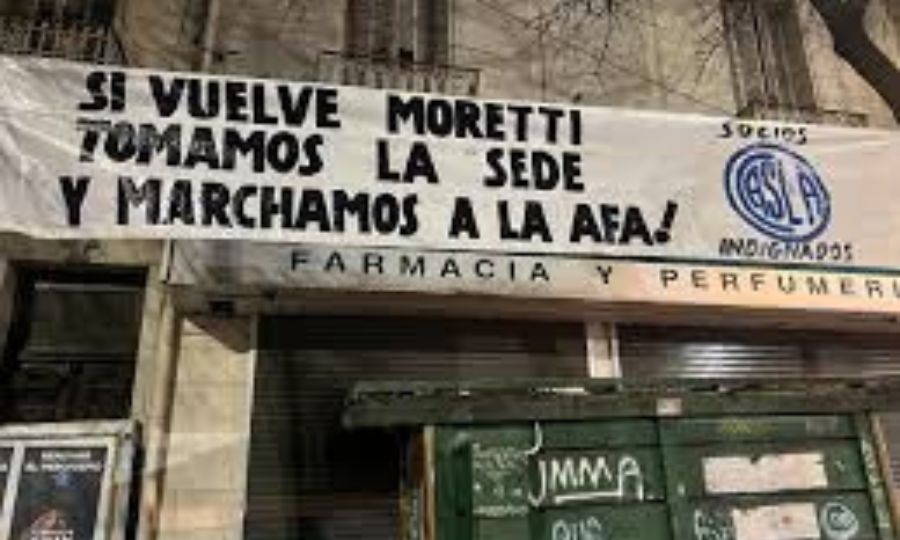 SI VUELVE MORETTI
TOMAMOS LA SEDE
Y MARCHAMOS A LA AFA!
SOCIOS
CASLA
INDIGNADOS
FARMACIA Y PERFUMERI
JMMA